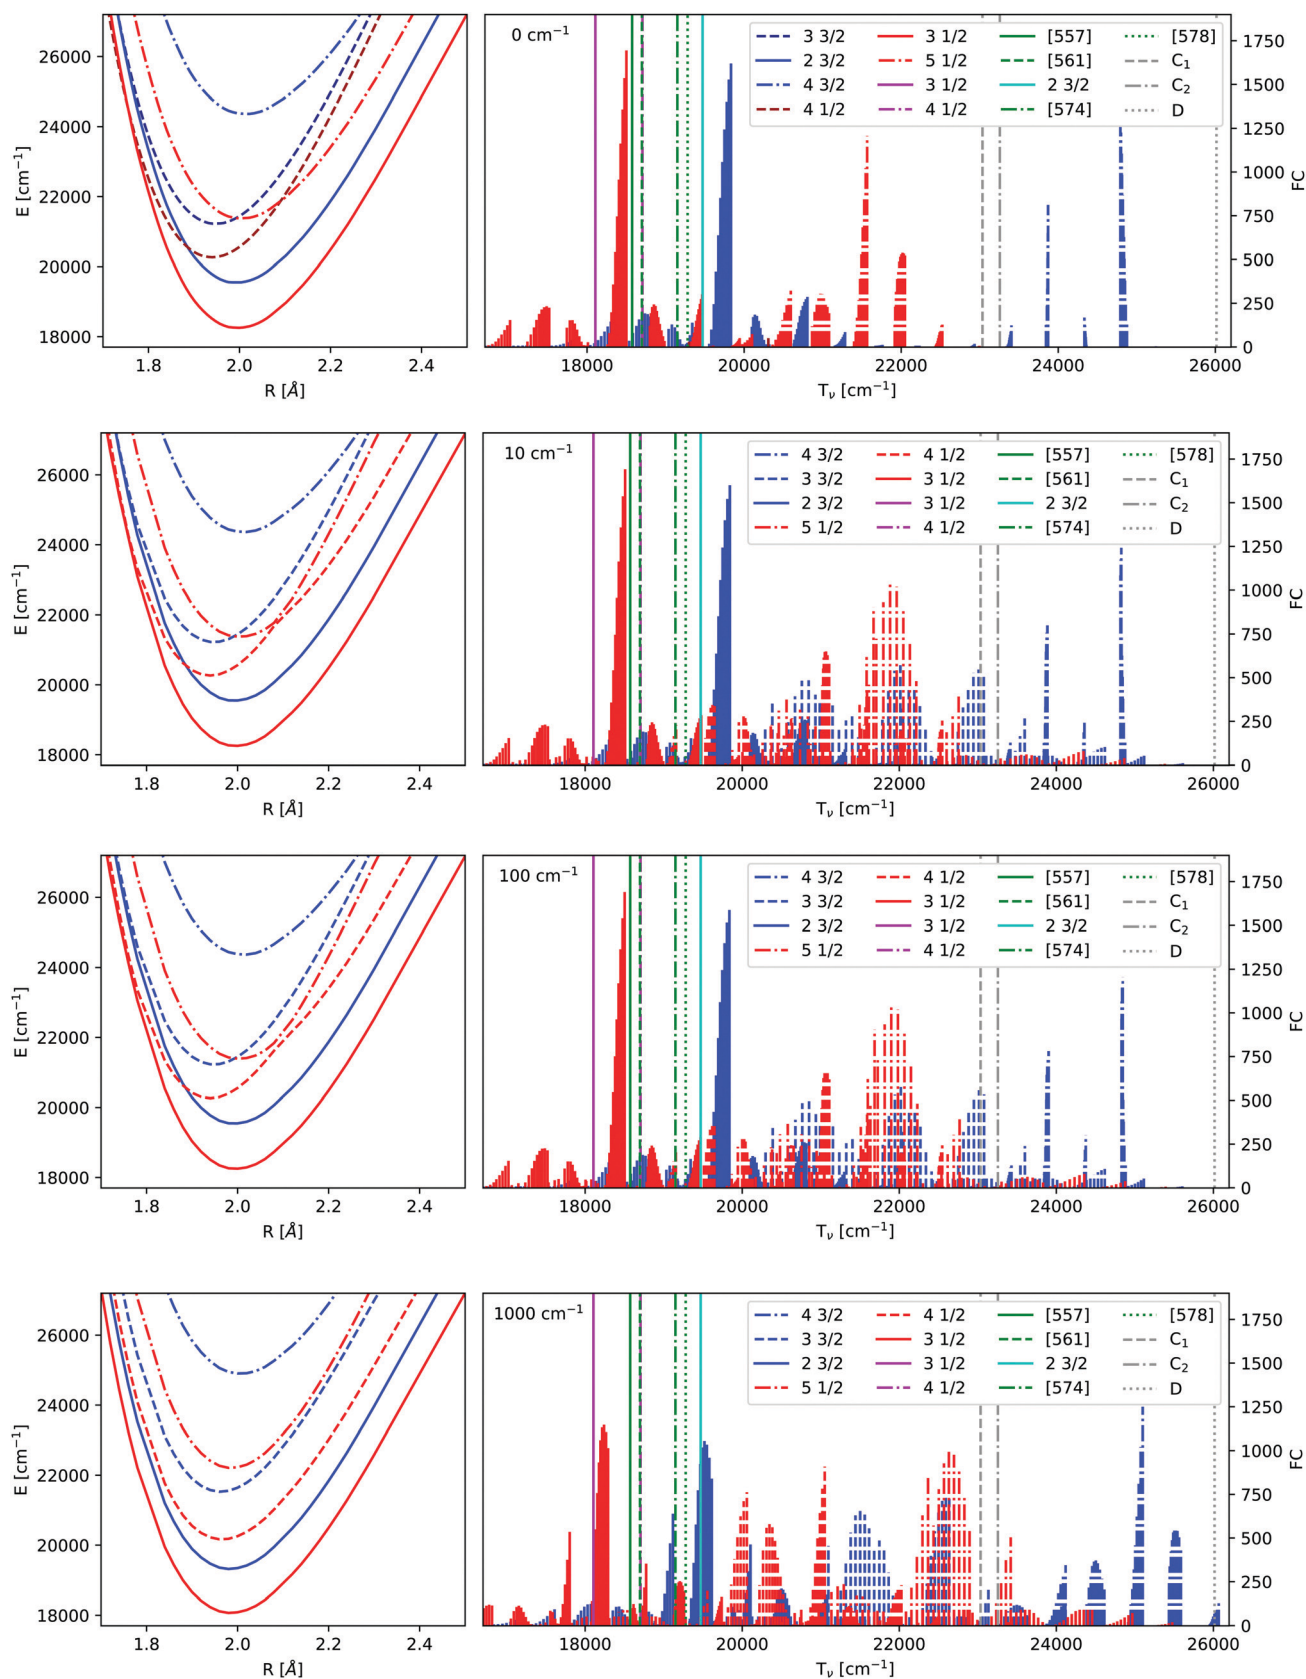 0 cm⁻¹
3 3/2 3 1/2 [557] [578]
2 3/2 5 1/2 [561] C₁
4 3/2 3 1/2 2 3/2 C₂
4 1/2 4 1/2 [574] D
E [cm⁻¹]
26000
24000
22000
20000
18000
1.8 2.0 2.2 2.4
R [Å]
1750
1500
1250
1000
750
500
250
0
FC
18000 20000 22000 24000 26000
Tᵥ [cm⁻¹]
10 cm⁻¹
4 3/2 4 1/2 [557] [578]
3 3/2 3 1/2 [561] C₁
2 3/2 3 1/2 2 3/2 C₂
5 1/2 4 1/2 [574] D
E [cm⁻¹]
26000
24000
22000
20000
18000
1.8 2.0 2.2 2.4
R [Å]
1750
1500
1250
1000
750
500
250
0
FC
18000 20000 22000 24000 26000
Tᵥ [cm⁻¹]
100 cm⁻¹
4 3/2 4 1/2 [557] [578]
3 3/2 3 1/2 [561] C₁
2 3/2 3 1/2 2 3/2 C₂
5 1/2 4 1/2 [574] D
E [cm⁻¹]
26000
24000
22000
20000
18000
1.8 2.0 2.2 2.4
R [Å]
1750
1500
1250
1000
750
500
250
0
FC
18000 20000 22000 24000 26000
Tᵥ [cm⁻¹]
1000 cm⁻¹
4 3/2 4 1/2 [557] [578]
3 3/2 3 1/2 [561] C₁
2 3/2 3 1/2 2 3/2 C₂
5 1/2 4 1/2 [574] D
E [cm⁻¹]
26000
24000
22000
20000
18000
1.8 2.0 2.2 2.4
R [Å]
1750
1500
1250
1000
750
500
250
0
FC
18000 20000 22000 24000 26000
Tᵥ [cm⁻¹]